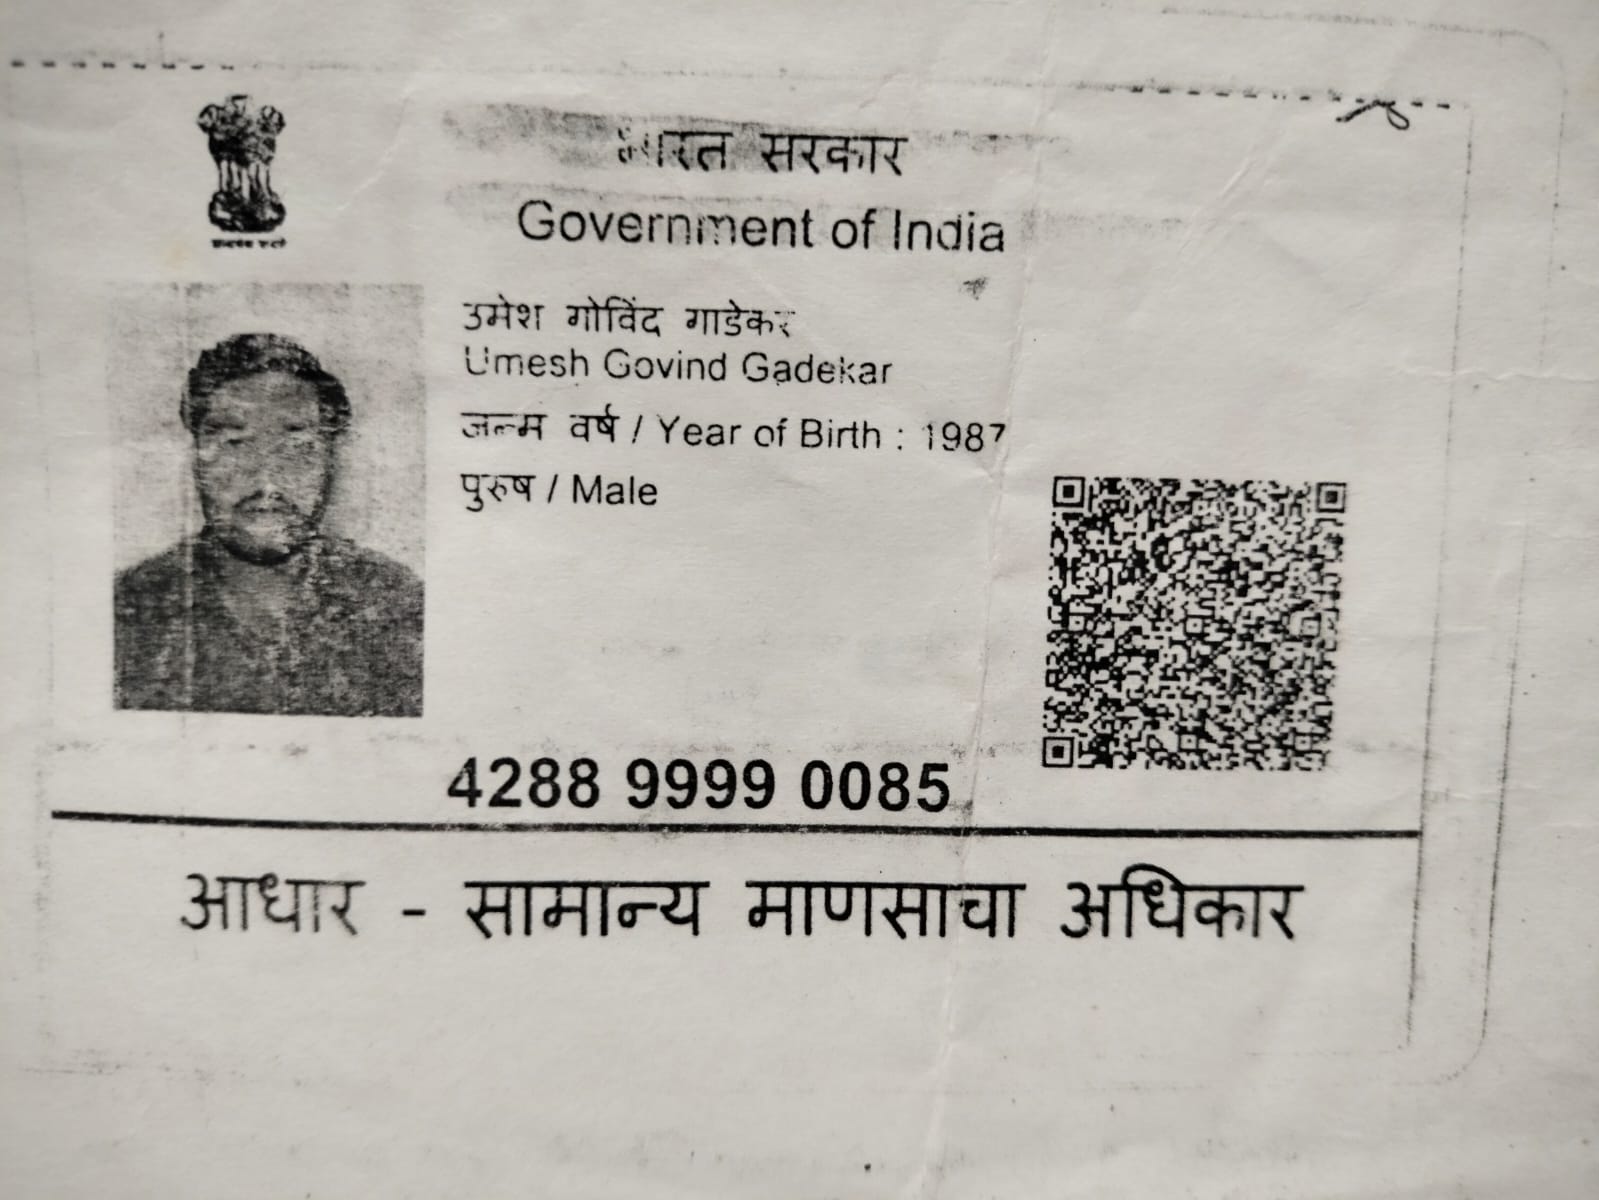 भारत सरकार
Government of India
उमेश गोविंद गाडेकर
Umesh Govind Gadekar
जन्म वर्ष / Year of Birth : 1987
पुरुष / Male
4288 9999 0085
आधार - सामान्य माणसाचा अधिकार